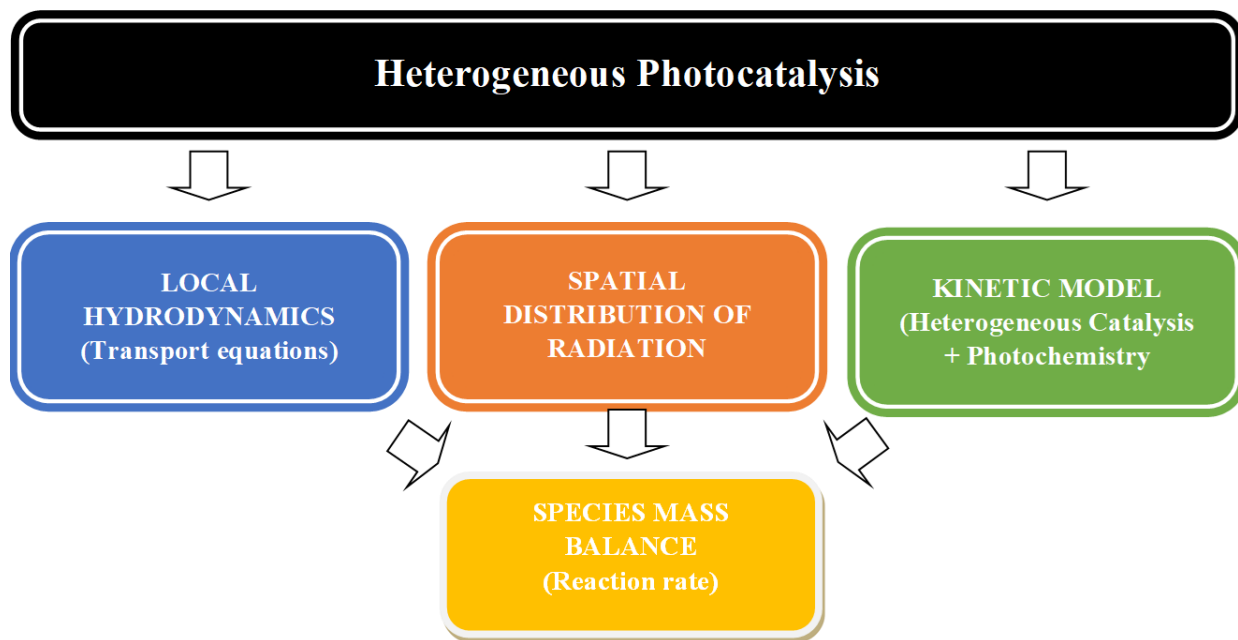 Heterogeneous Photocatalysis
LOCAL
HYDRODYNAMICS
(Transport equations)
SPATIAL
DISTRIBUTION OF
RADIATION
KINETIC MODEL
(Heterogeneous Catalysis
+ Photochemistry
SPECIES MASS
BALANCE
(Reaction rate)